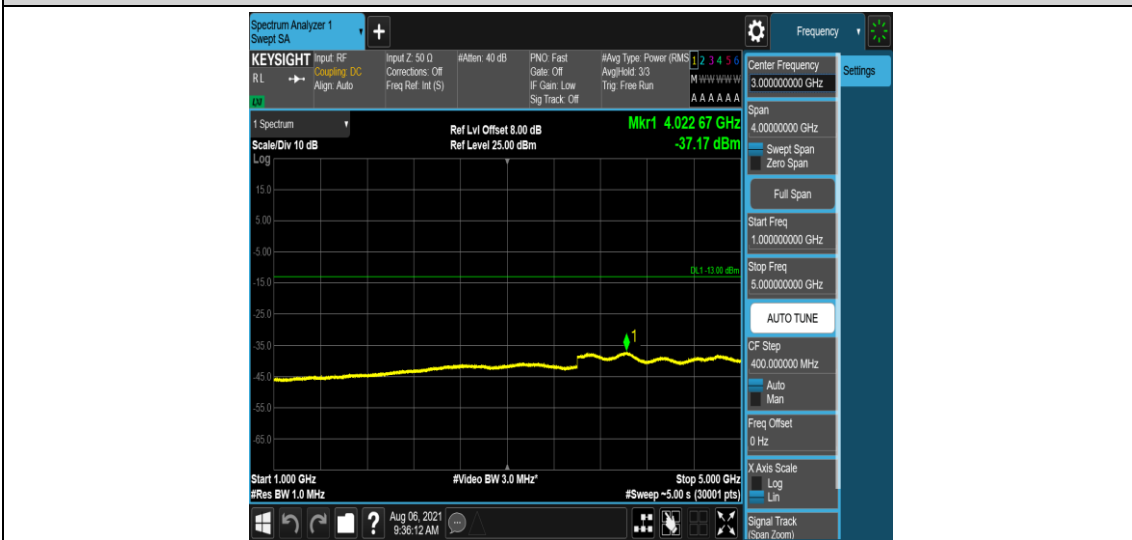 Spectrum Analyzer 1
Swept SA
+
Frequency
KEYSIGHT
RL
LXI
Input: RF
Coupling: DC
Align: Auto
Input Z: 50 Ω
Corrections: Off
Freq Ref: Int (S)
#Atten: 40 dB
PNO: Fast
Gate: Off
IF Gain: Low
Sig Track: Off
#Avg Type: Power (RMS
Avg|Hold: 3/3
Trig: Free Run
1 2 3 4 5 6
M W W W W W
A A A A A A
1 Spectrum
Scale/Div 10 dB
Log
Ref Lvl Offset 8.00 dB
Ref Level 25.00 dBm
Mkr1 4.022 67 GHz
-37.17 dBm
15.0
5.00
-5.00
-15.0
-25.0
-35.0
-45.0
-55.0
-65.0
DL1 -13.00 dBm
1
Start 1.000 GHz
#Res BW 1.0 MHz
#Video BW 3.0 MHz*
Stop 5.000 GHz
#Sweep ~5.00 s (30001 pts)
Center Frequency
3.000000000 GHz
Span
4.00000000 GHz
Swept Span
Zero Span
Full Span
Start Freq
1.000000000 GHz
Stop Freq
5.000000000 GHz
AUTO TUNE
CF Step
400.000000 MHz
Auto
Man
Freq Offset
0 Hz
X Axis Scale
Log
Lin
Signal Track
(Span Zoom)
Settings
?
Aug 06, 2021
9:36:12 AM